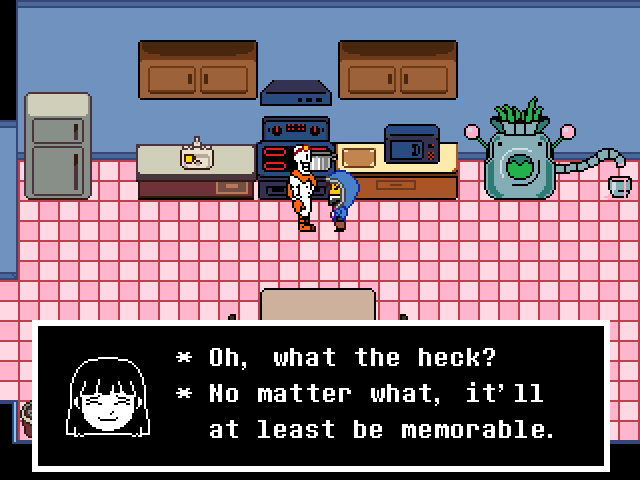 * Oh, what the heck?
* No matter what, it'll
at least be memorable.